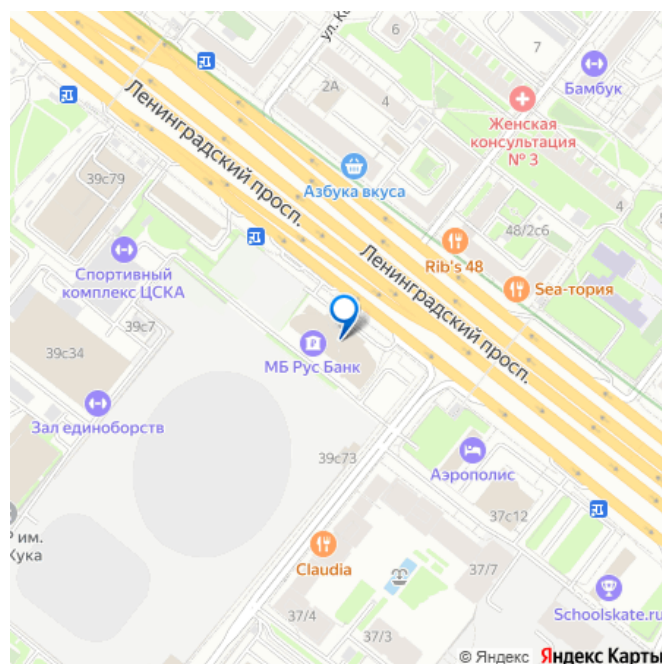 ул. Ко
6
7
Бамбук
2А
4
Женская
консультация
№ 3
Ленинградский просп.
39с79
Азбука вкуса
4
48/2с6
Rib's 48
Спортивный
комплекс ЦСКА
Sea-тория
Ленинградский просп.
39с7
39с34
МБ Рус Банк
Зал единоборств
39с73
Аэрополис
37с12
Р им.
Кука
Claudia
37/7
37/4
Schoolskate.ru
37/3
© Яндекс Яндекс Карты